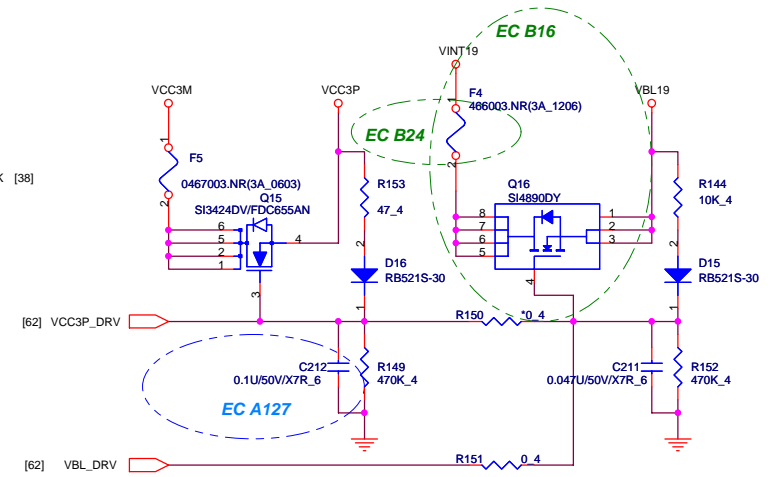 EC B16
VINT19
VCC3M
VCC3P
VBL19
1
F4
466003.NR(3A_1206)
EC B24
1
F5
2
K [38]
0467003.NR(3A_0603)
2
Q15
SI3424DV/FDC655AN
R153
47_4
Q16
SI4890DY
R144
10K_4
6
5
2
1
4
3
8
7
6
5
1
2
3
4
2
D16
RB521S-30
1
2
D15
RB521S-30
1
[62] VCC3P_DRV
R150
*0_4
C212
0.1U/50V/X7R_6
R149
470K_4
C211
0.047U/50V/X7R_6
R152
470K_4
EC A127
[62] VBL_DRV
R151
0_4